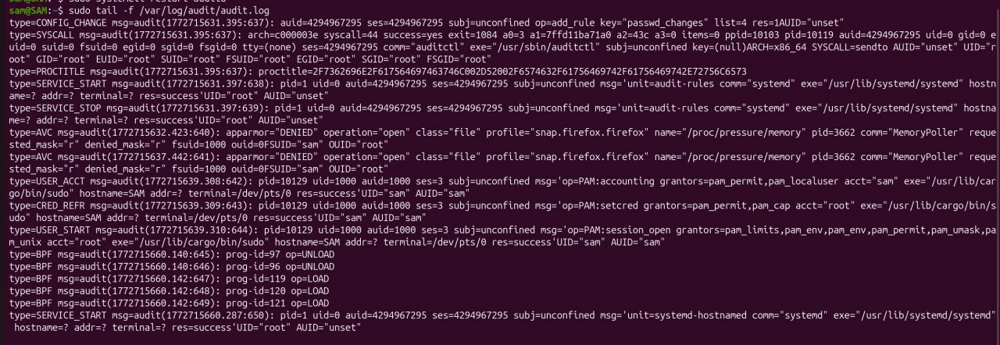 sam@SAM:~$ sudo tail -f /var/log/audit/audit.log
type=CONFIG_CHANGE msg=audit(1772715631.395:637): auid=4294967295 ses=4294967295 subj=unconfined op=add_rule key="passwd_changes" list=4 res=1AUID="unset"
type=SYSCALL msg=audit(1772715631.395:637): arch=c000003e syscall=44 success=yes exit=1084 a0=3 a1=7ffd11ba71a0 a2=43c a3=0 items=0 ppid=10103 pid=10119 auid=4294967295 uid=0 gid=0 e
uid=0 suid=0 fsuid=0 egid=0 sgid=0 fsgid=0 tty=(none) ses=4294967295 comm="auditctl" exe="/usr/sbin/auditctl" subj=unconfined key=(null)ARCH=x86_64 SYSCALL=sendto AUID="unset" UID="r
oot" GID="root" EUID="root" SUID="root" FSUID="root" EGID="root" SGID="root" FSGID="root"
type=PROCTITLE msg=audit(1772715631.395:637): proctitle=2F7362696E2F617564697463746C002D52002F6574632F61756469742F61756469742E72756C6573
type=SERVICE_START msg=audit(1772715631.397:638): pid=1 uid=0 auid=4294967295 ses=4294967295 subj=unconfined msg='unit=audit-rules comm="systemd" exe="/usr/lib/systemd/systemd" hostn
ame=? addr=? terminal=? res=success'UID="root" AUID="unset"
type=SERVICE_STOP msg=audit(1772715631.397:639): pid=1 uid=0 auid=4294967295 ses=4294967295 subj=unconfined msg='unit=audit-rules comm="systemd" exe="/usr/lib/systemd/systemd" hostna
me=? addr=? terminal=? res=success'UID="root" AUID="unset"
type=AVC msg=audit(1772715632.423:640): apparmor="DENIED" operation="open" class="file" profile="snap.firefox.firefox" name="/proc/pressure/memory" pid=3662 comm="MemoryPoller" reque
sted_mask="r" denied_mask="r" fsuid=1000 ouid=0FSUID="sam" OUID="root"
type=AVC msg=audit(1772715637.442:641): apparmor="DENIED" operation="open" class="file" profile="snap.firefox.firefox" name="/proc/pressure/memory" pid=3662 comm="MemoryPoller" reque
sted_mask="r" denied_mask="r" fsuid=1000 ouid=0FSUID="sam" OUID="root"
type=USER_ACCT msg=audit(1772715639.308:642): pid=10129 uid=1000 auid=1000 ses=3 subj=unconfined msg='op=PAM:accounting grantors=pam_permit,pam_localuser acct="sam" exe="/usr/lib/car
go/bin/sudo" hostname=SAM addr=? terminal=/dev/pts/0 res=success'UID="sam" AUID="sam"
type=CRED_REFR msg=audit(1772715639.309:643): pid=10129 uid=1000 auid=1000 ses=3 subj=unconfined msg='op=PAM:setcred grantors=pam_permit,pam_cap acct="root" exe="/usr/lib/cargo/bin/s
udo" hostname=SAM addr=? terminal=/dev/pts/0 res=success'UID="sam" AUID="sam"
type=USER_START msg=audit(1772715639.310:644): pid=10129 uid=1000 auid=1000 ses=3 subj=unconfined msg='op=PAM:session_open grantors=pam_limits,pam_env,pam_env,pam_permit,pam_umask,pa
m_unix acct="root" exe="/usr/lib/cargo/bin/sudo" hostname=SAM addr=? terminal=/dev/pts/0 res=success'UID="sam" AUID="sam"
type=BPF msg=audit(1772715660.140:645): prog-id=97 op=UNLOAD
type=BPF msg=audit(1772715660.140:646): prog-id=96 op=UNLOAD
type=BPF msg=audit(1772715660.142:647): prog-id=119 op=LOAD
type=BPF msg=audit(1772715660.142:648): prog-id=120 op=LOAD
type=BPF msg=audit(1772715660.142:649): prog-id=121 op=LOAD
type=SERVICE_START msg=audit(1772715660.287:650): pid=1 uid=0 auid=4294967295 ses=4294967295 subj=unconfined msg='unit=systemd-hostnamed comm="systemd" exe="/usr/lib/systemd/systemd"
hostname=? addr=? terminal=? res=success'UID="root" AUID="unset"